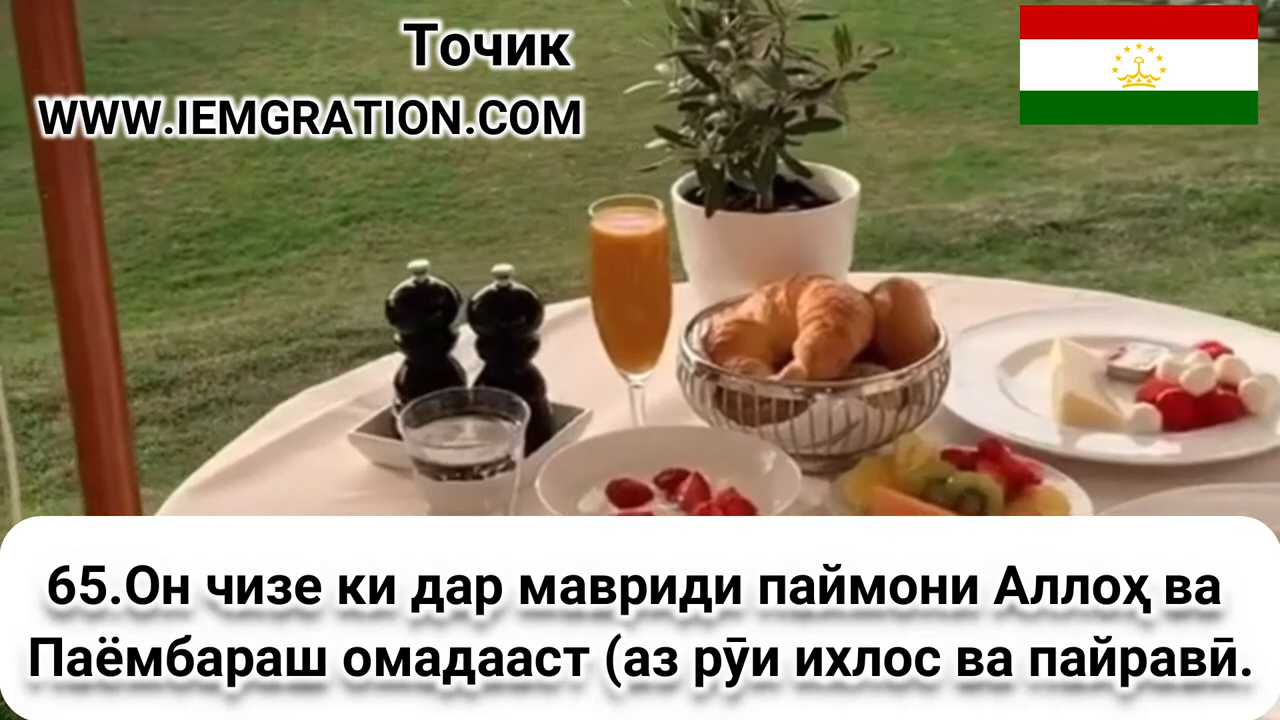 Точик
WWW.IEMGRATION.COM
65.Он чизе ки дар мавриди паймони Аллоҳ ва
Паёмбараш омадааст (аз рӯи ихлос ва пайравӣ.